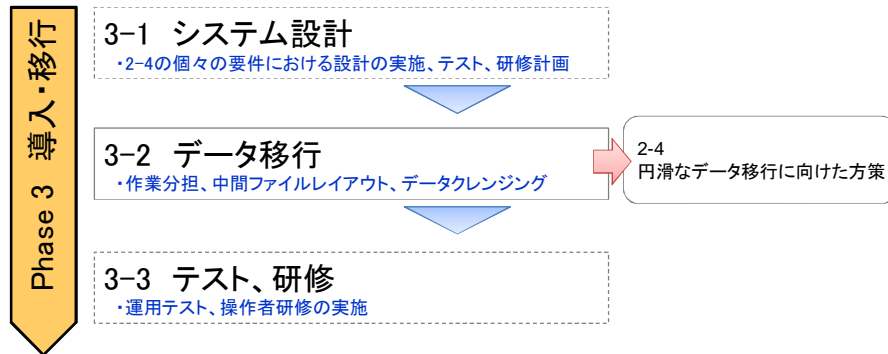 Phase 3 導入・移行
3-1 システム設計
・2-4の個々の要件における設計の実施、テスト、研修計画
3-2 データ移行
・作業分担、中間ファイルレイアウト、データクレンジング
2-4
円滑なデータ移行に向けた方策
3-3 テスト、研修
・運用テスト、操作者研修の実施